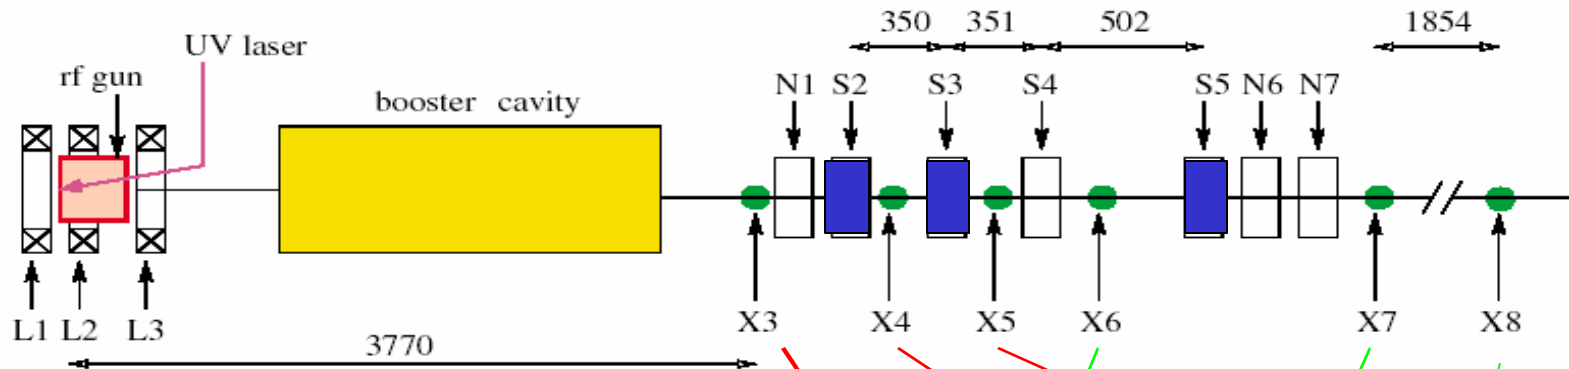 350 351 502 1854
UV laser
rf gun
booster cavity
N1 S2 S3 S4 S5 N6 N7
X3 X4 X5 X6 X7 X8
L1 L2 L3
3770